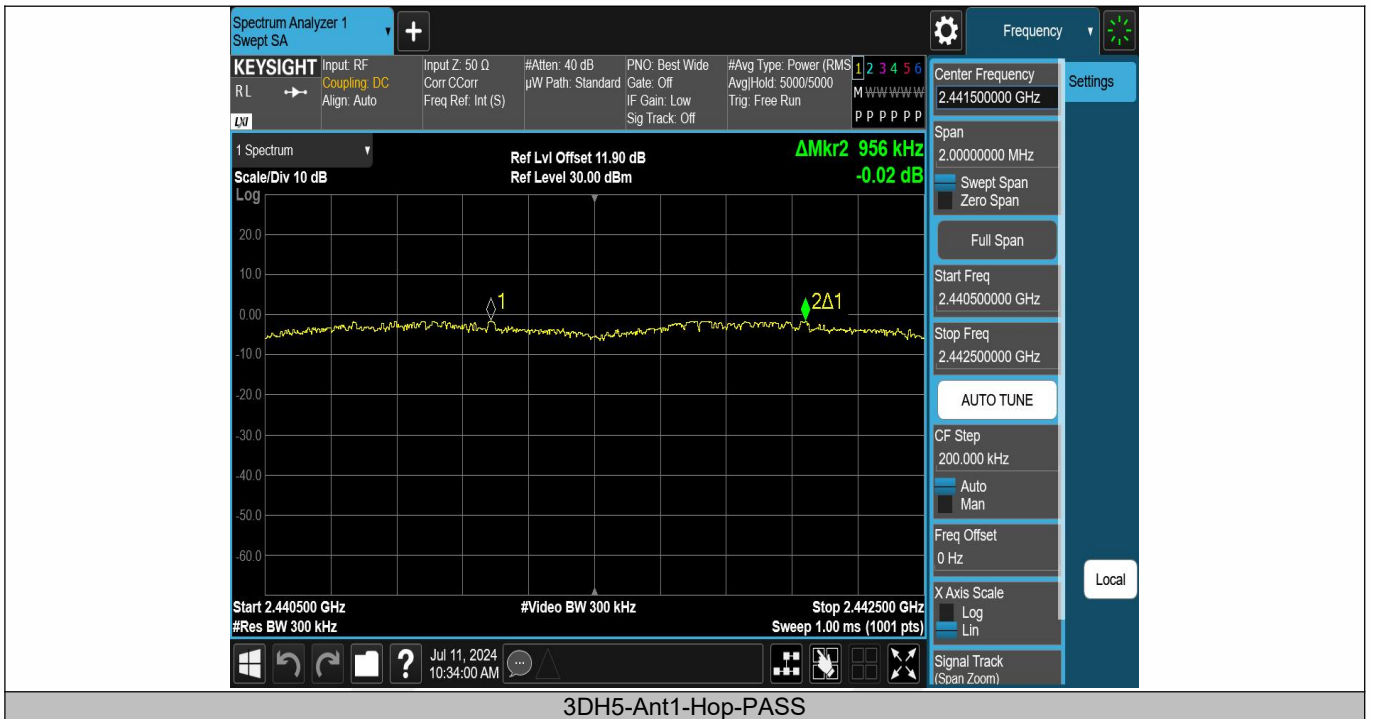 Spectrum Analyzer 1
Swept SA
+
Frequency
KEYSIGHT
RL
LXI
Input: RF
Coupling: DC
Align: Auto
Input Z: 50 Ω
Corr CCorr
Freq Ref: Int (S)
#Atten: 40 dB
µW Path: Standard
PNO: Best Wide
Gate: Off
IF Gain: Low
Sig Track: Off
#Avg Type: Power (RMS
Avg|Hold: 5000/5000
Trig: Free Run
1 2 3 4 5 6
M W W W W W
P P P P P P
1 Spectrum
Scale/Div 10 dB
Log
Ref Lvl Offset 11.90 dB
Ref Level 30.00 dBm
ΔMkr2 956 kHz
-0.02 dB
20.0
10.0
0.00
-10.0
-20.0
-30.0
-40.0
-50.0
-60.0
1
2Δ1
Start 2.440500 GHz
#Res BW 300 kHz
#Video BW 300 kHz
Stop 2.442500 GHz
Sweep 1.00 ms (1001 pts)
Center Frequency
2.441500000 GHz
Span
2.00000000 MHz
Swept Span
Zero Span
Full Span
Start Freq
2.440500000 GHz
Stop Freq
2.442500000 GHz
AUTO TUNE
CF Step
200.000 kHz
Auto
Man
Freq Offset
0 Hz
X Axis Scale
Log
Lin
Signal Track
(Span Zoom)
Settings
Local
?
Jul 11, 2024
10:34:00 AM
3DH5-Ant1-Hop-PASS